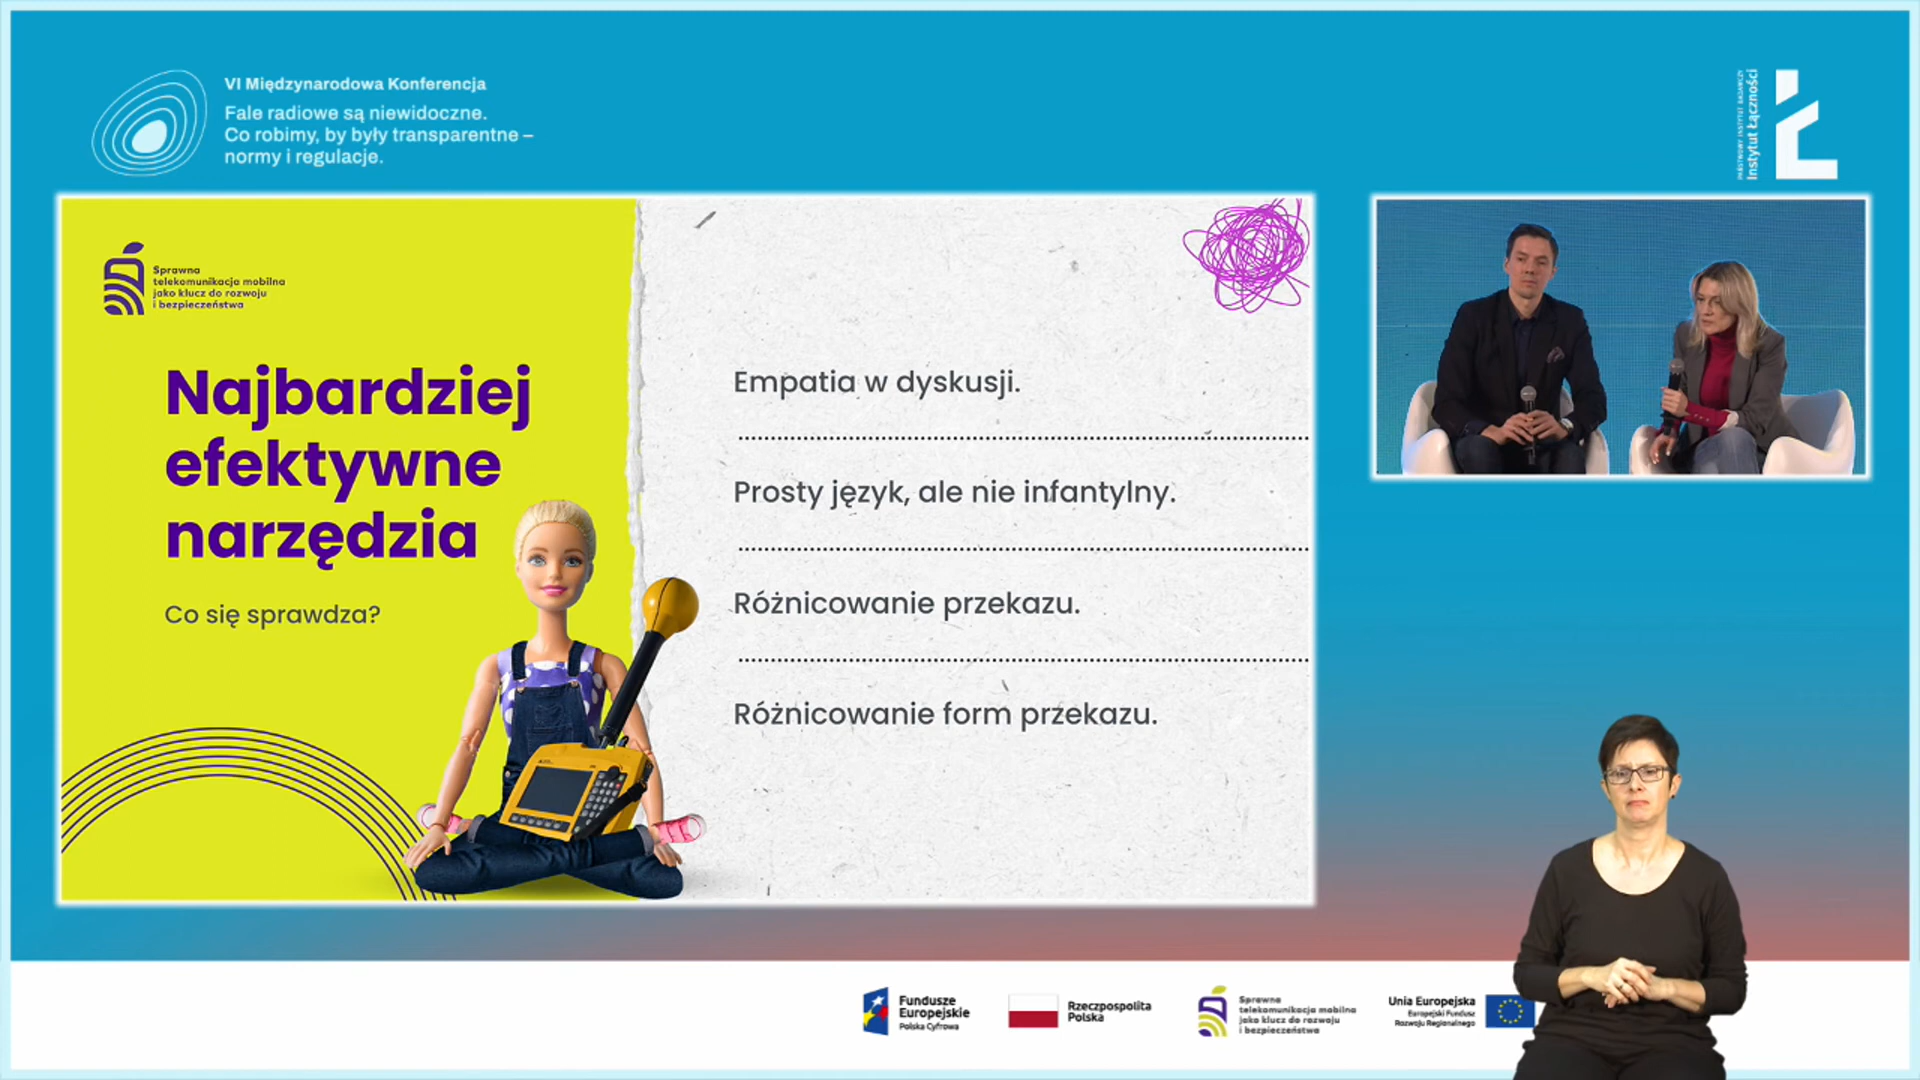 VI Międzynarodowa Konferencja
Fale radiowe są niewidoczne.
Co robimy, by były transparentne –
normy i regulacje.
PAŃSTWOWY INSTYTUT BADAWCZY
Instytut Łączności
Sprawna
telekomunikacja mobilna
jako klucz do rozwoju
i bezpieczeństwa
Najbardziej
efektywne
narzędzia
Co się sprawdza?
Empatia w dyskusji.
Prosty język, ale nie infantylny.
Różnicowanie przekazu.
Różnicowanie form przekazu.
Fundusze
Europejskie
Polska Cyfrowa
Rzeczpospolita
Polska
Sprawna
telekomunikacja mobilna
jako klucz do rozwoju
i bezpieczeństwa
Unia Europejska
Europejski Fundusz
Rozwoju Regionalnego